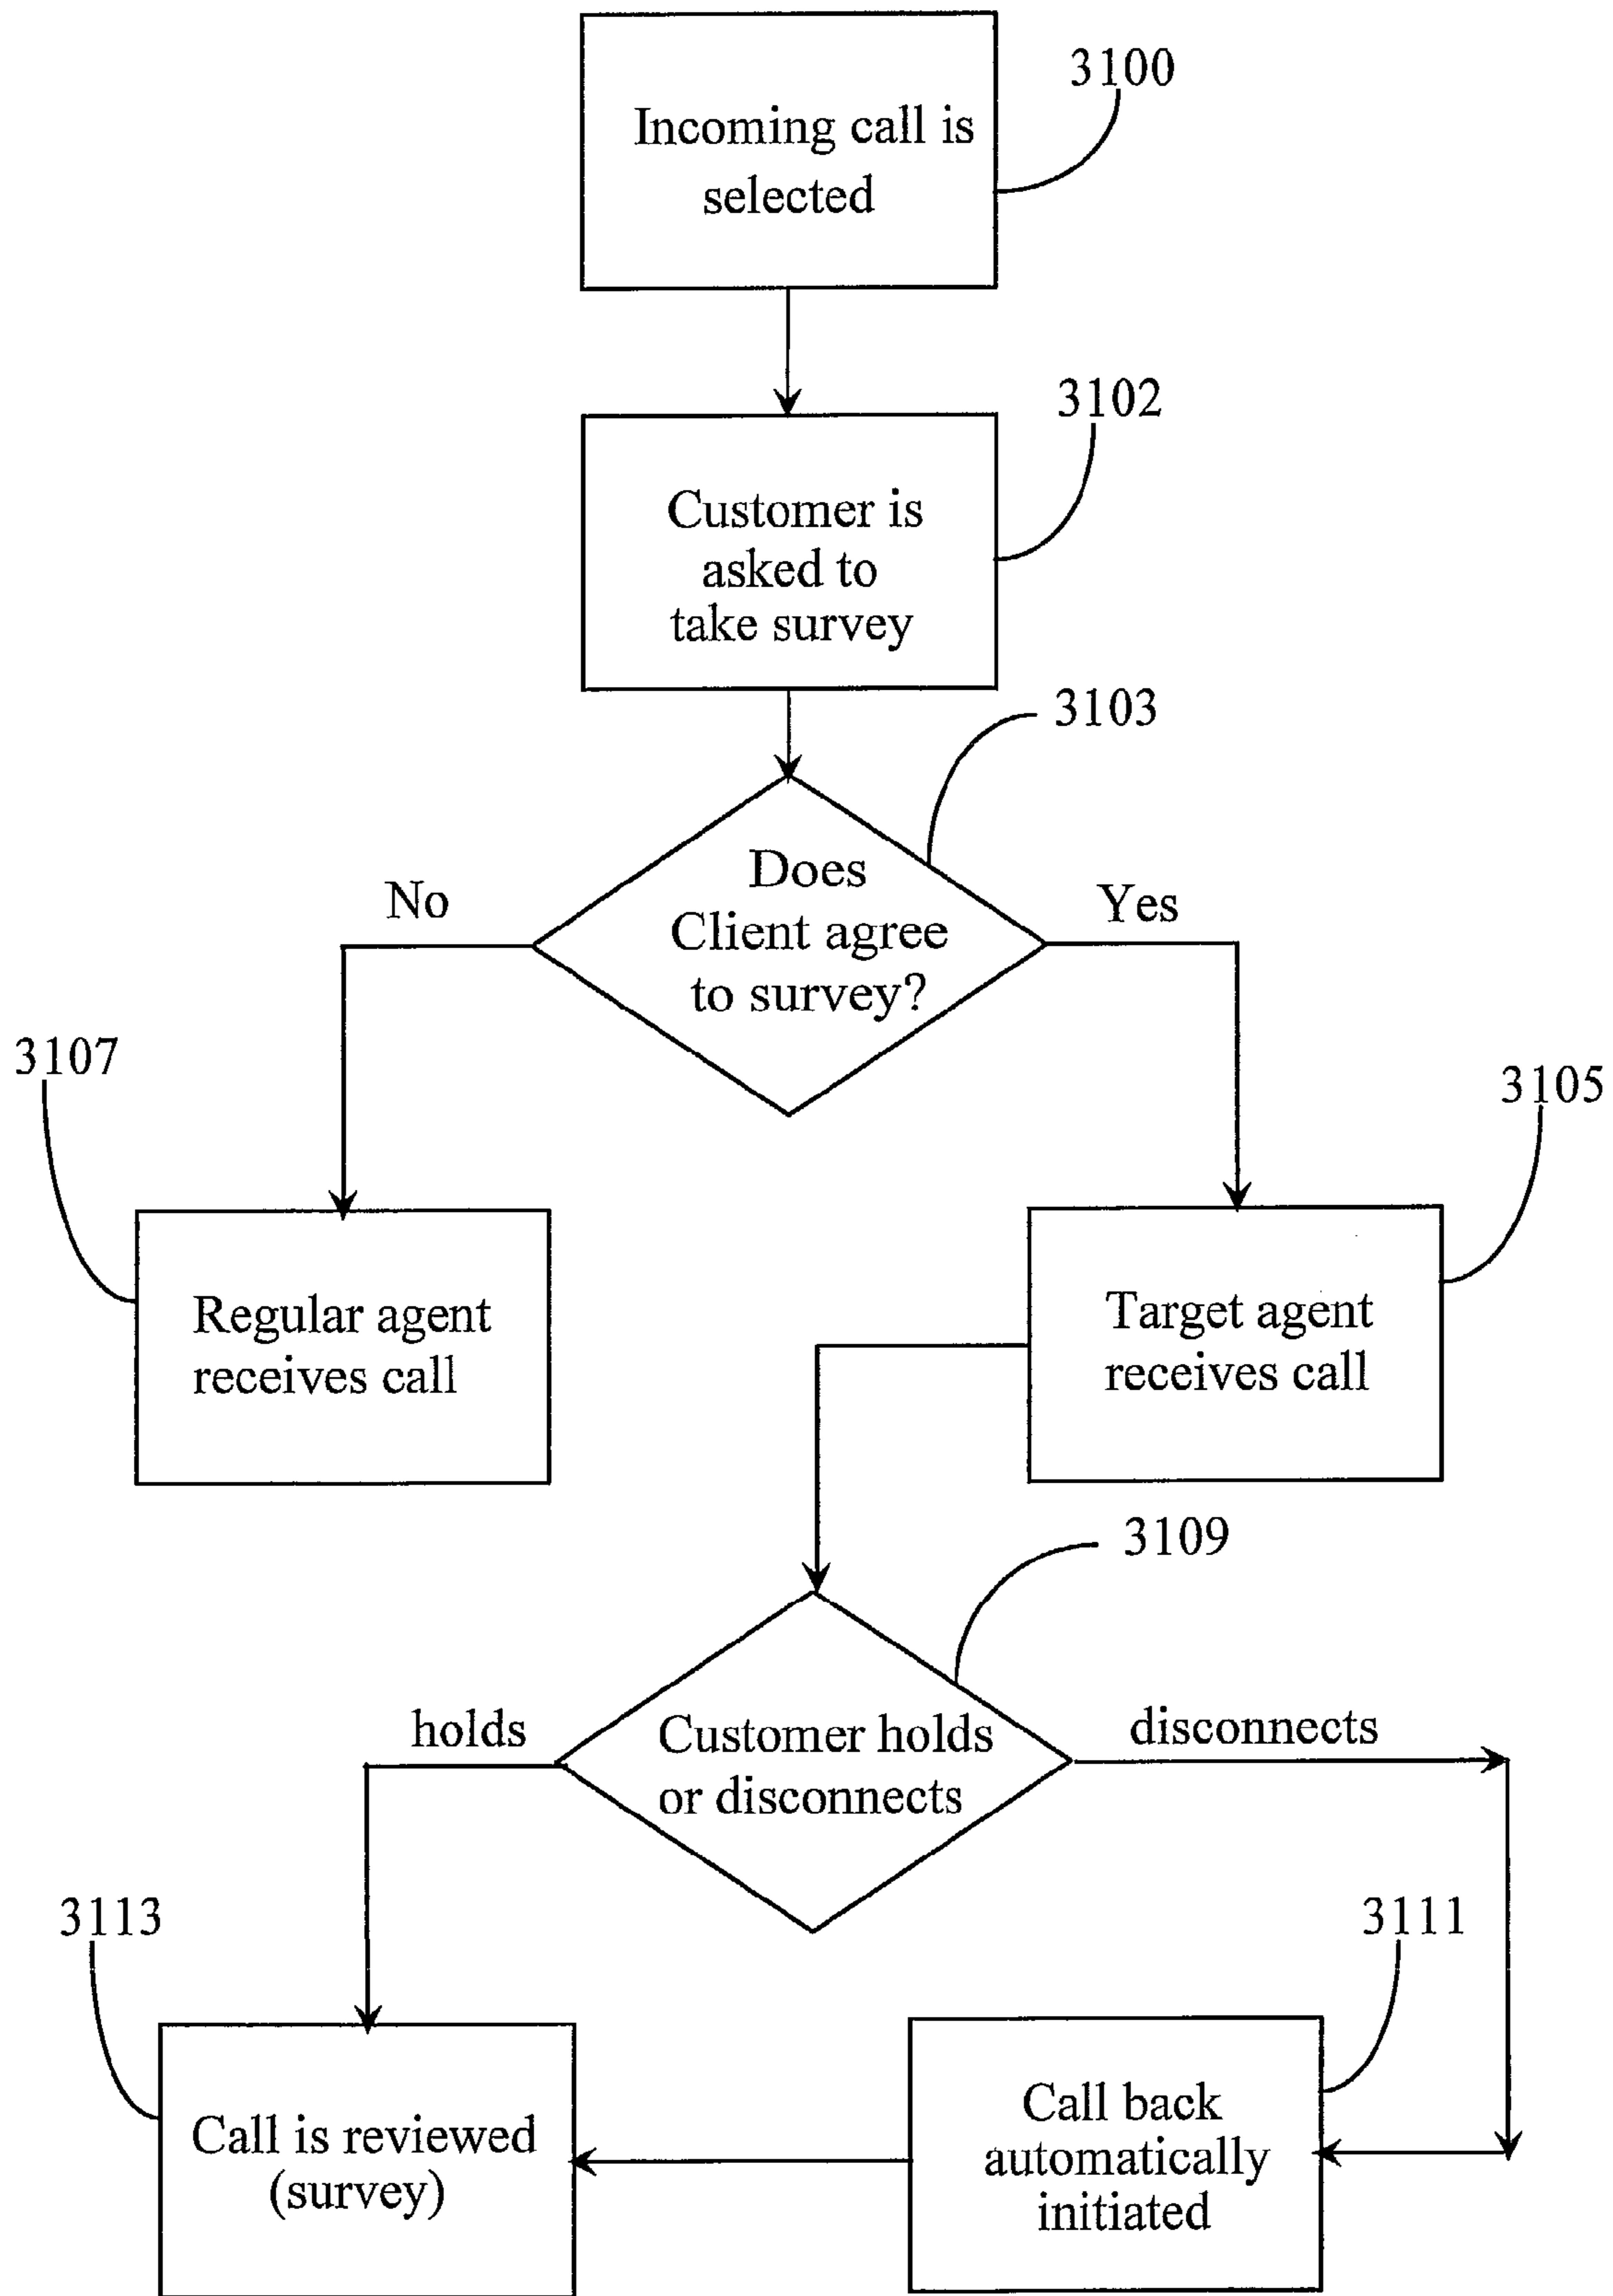 3100
Incoming call is
selected
3102
Customer is
asked to
take survey
3103
Does
Client agree
to survey?
No
Yes
3107
3105
Regular agent
receives call
Target agent
receives call
3109
Customer holds
or disconnects
holds
disconnects
3113
3111
Call is reviewed
(survey)
Call back
automatically
initiated